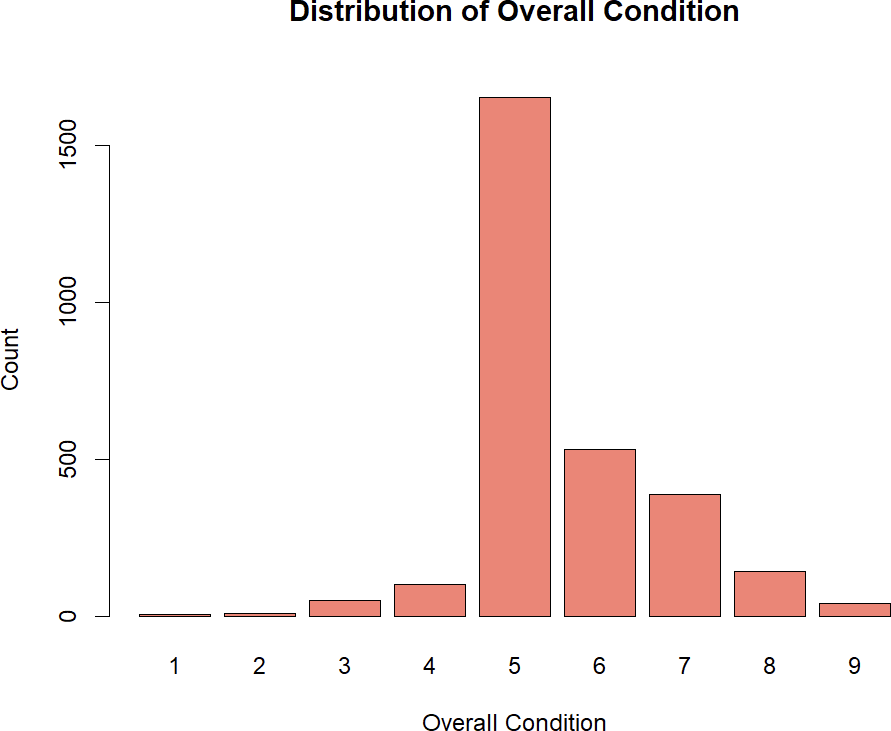 Distribution of Overall Condition
1500
1000
500
0
Count
1 2 3 4 5 6 7 8 9
Overall Condition